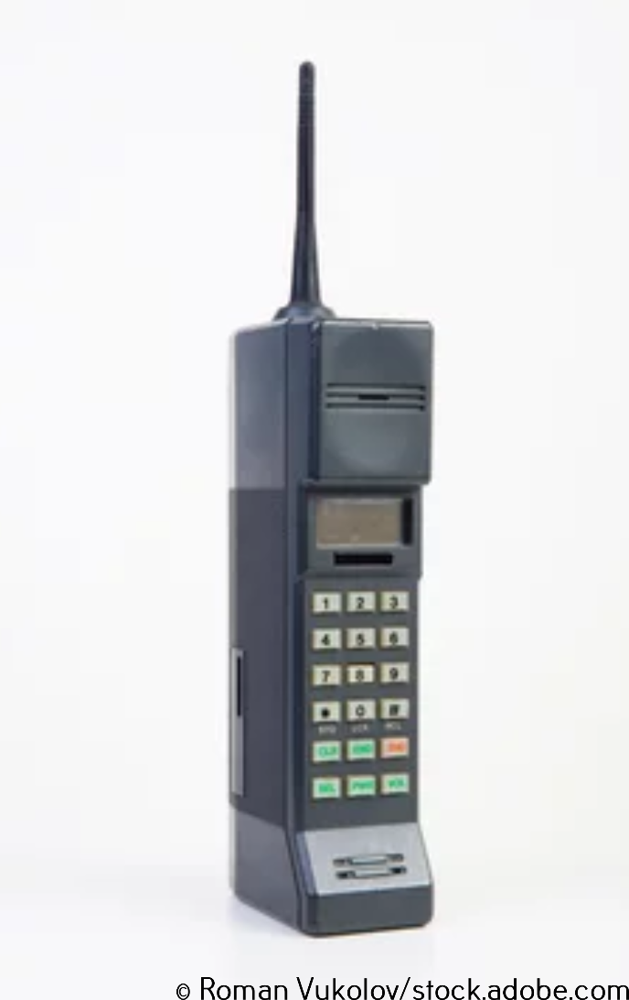 1 2 3
4 5 6
7 8 9
* 0 #
CLR END
SEL PWR VOL
© Roman Vukolov/stock.adobe.com